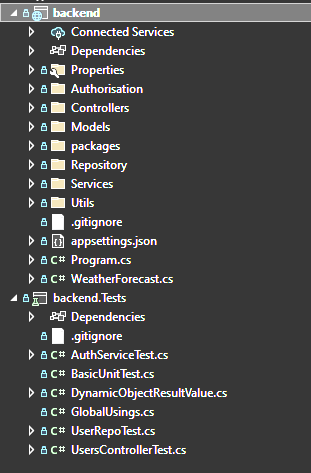 backend
Connected Services
Dependencies
Properties
Authorisation
Controllers
Models
packages
Repository
Services
Utils
.gitignore
appsettings.json
C# Program.cs
C# WeatherForecast.cs
backend.Tests
Dependencies
.gitignore
C# AuthServiceTest.cs
C# BasicUnitTest.cs
C# DynamicObjectResultValue.cs
C# GlobalUsings.cs
C# UserRepoTest.cs
C# UsersControllerTest.cs